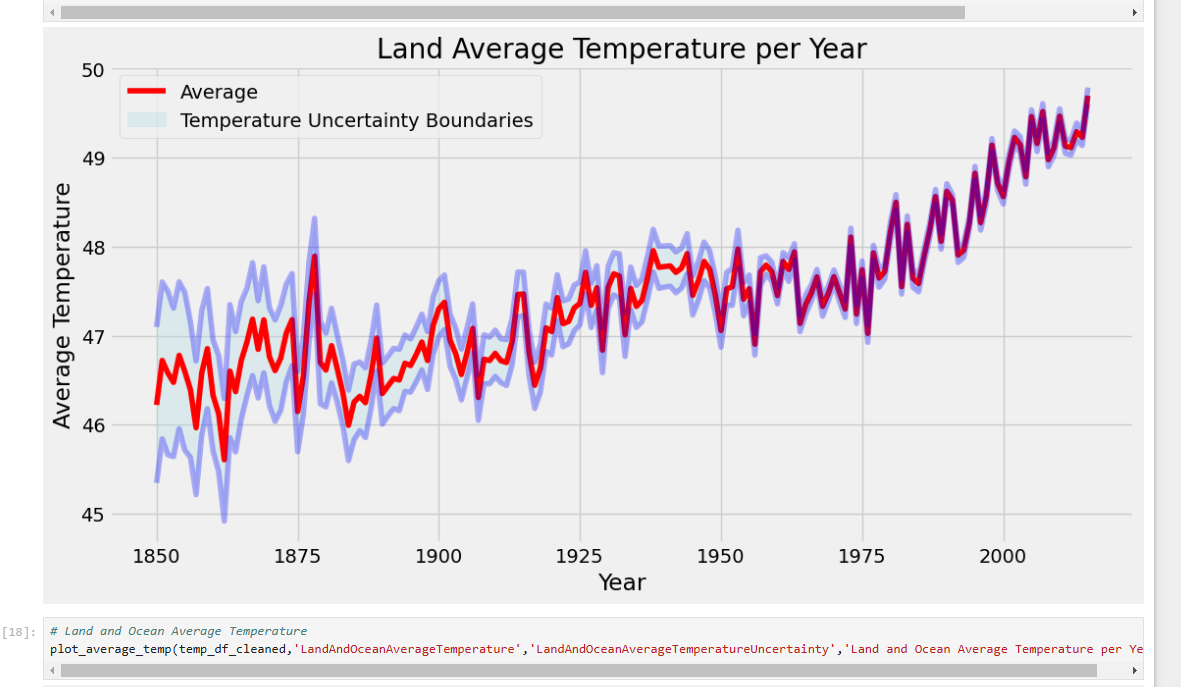 Land Average Temperature per Year
50
Average
Temperature Uncertainty Boundaries
49
48
47
46
45
Average Temperature
1850 1875 1900 1925 1950 1975 2000
Year
[18]:
# Land and Ocean Average Temperature
plot_average_temp(temp_df_cleaned,'LandAndOceanAverageTemperature','LandAndOceanAverageTemperatureUncertainty','Land and Ocean Average Temperature per Ye